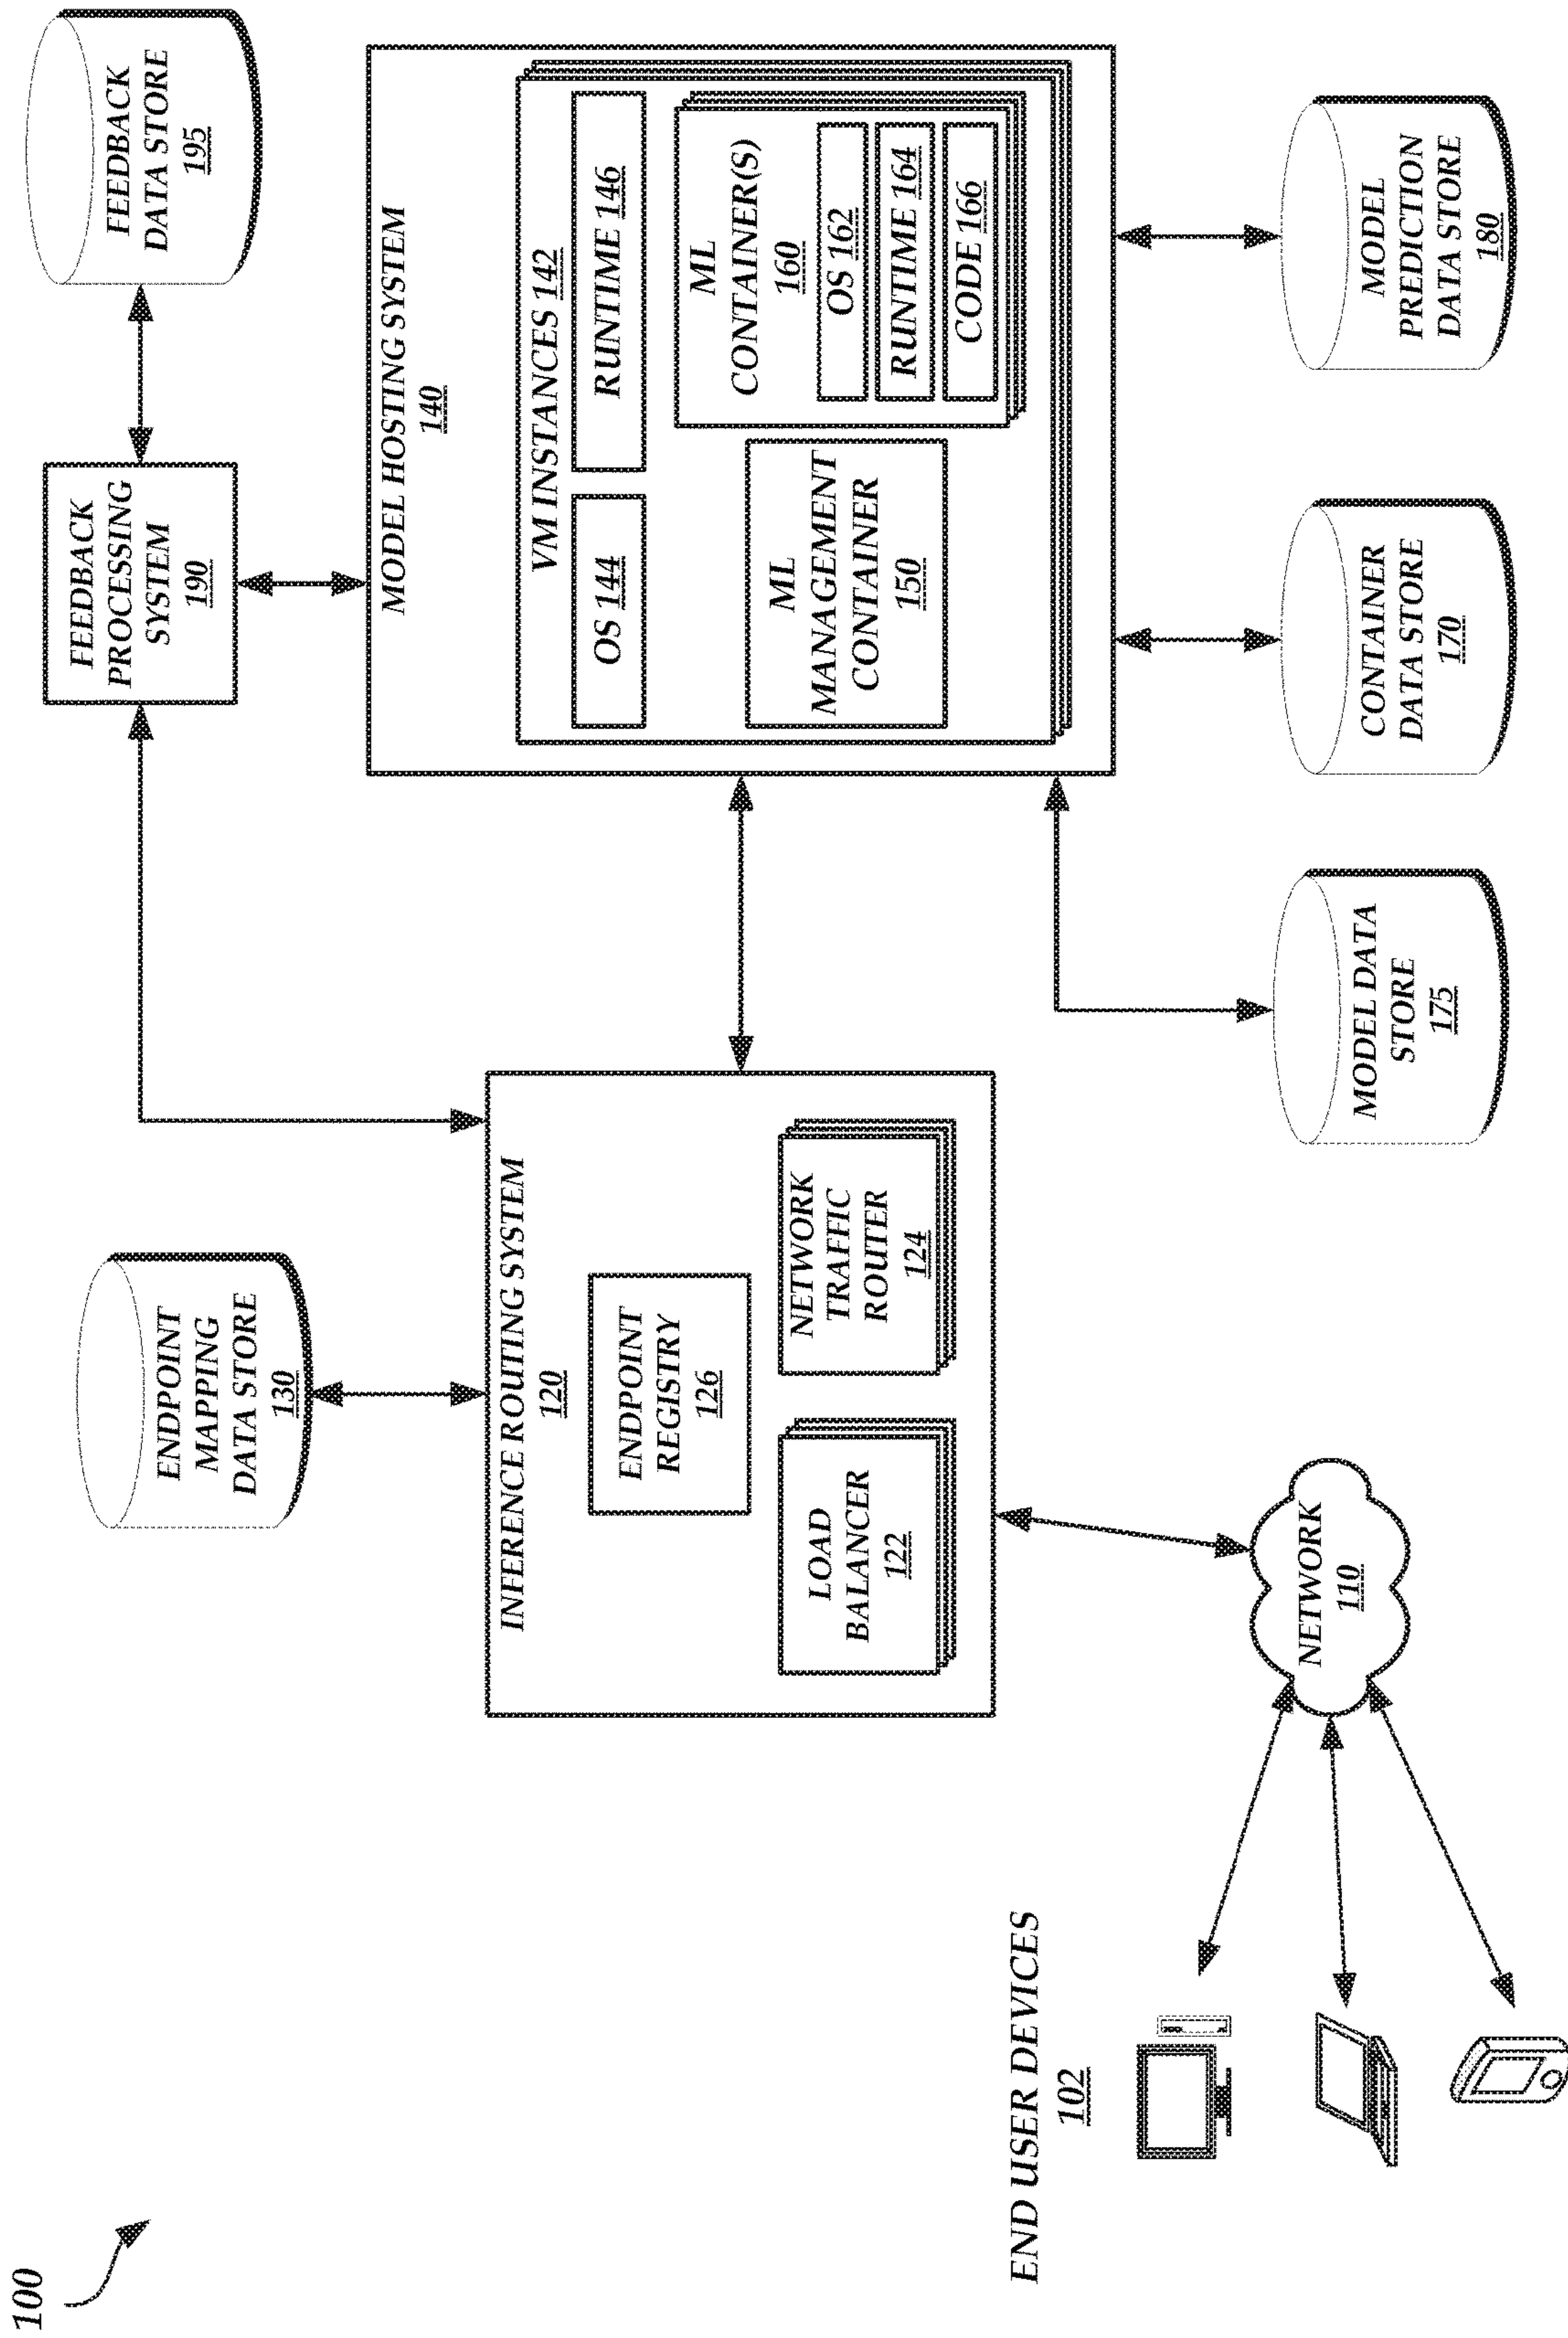 100
ENDPOINT
MAPPING
DATA STORE
130
FEEDBACK
PROCESSING
SYSTEM
190
FEEDBACK
DATA STORE
195
INFERENCE ROUTING SYSTEM
120
ENDPOINT
REGISTRY
126
LOAD
BALANCER
122
NETWORK
TRAFFIC
ROUTER
124
MODEL HOSTING SYSTEM
140
VM INSTANCES 142
OS 144
RUNTIME 146
ML
MANAGEMENT
CONTAINER
150
ML
CONTAINER(S)
160
OS 162
RUNTIME 164
CODE 166
END USER DEVICES
102
NETWORK
110
MODEL DATA
STORE
175
CONTAINER
DATA STORE
170
MODEL
PREDICTION
DATA STORE
180